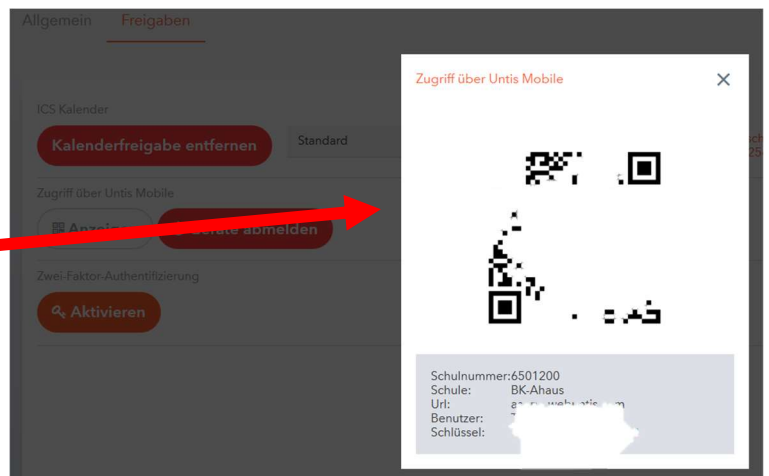 Allgemein Freigaben
ICS Kalender
Kalenderfreigabe entfernen Standard
Zugriff über Untis Mobile
abmelden
Zwei-Faktor-Authentifizierung
Aktivieren
Zugriff über Untis Mobile
Schulnummer:6501200
Schule: BK-Ahaus
Url:
Benutzer:
Schlüssel: